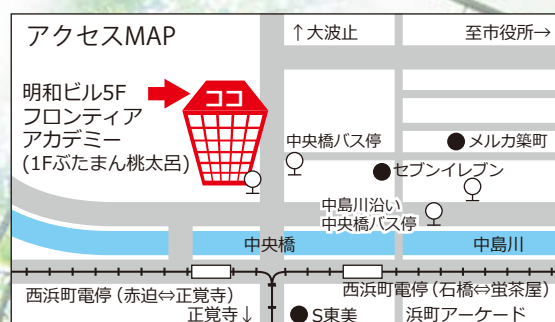 アクセスMAP
↑大波止
至市役所→
明和ビル5F
フロンティア
アカデミー
(1Fぶたまん桃太呂)
ココ
中央橋バス停
メルカ築町
セブンイレブン
中島川沿い
中央橋バス停
中央橋
中島川
西浜町電停(赤迫⇔正覚寺)
西浜町電停(石橋⇔蛍茶屋)
正覚寺↓
S東美
浜町アーケード